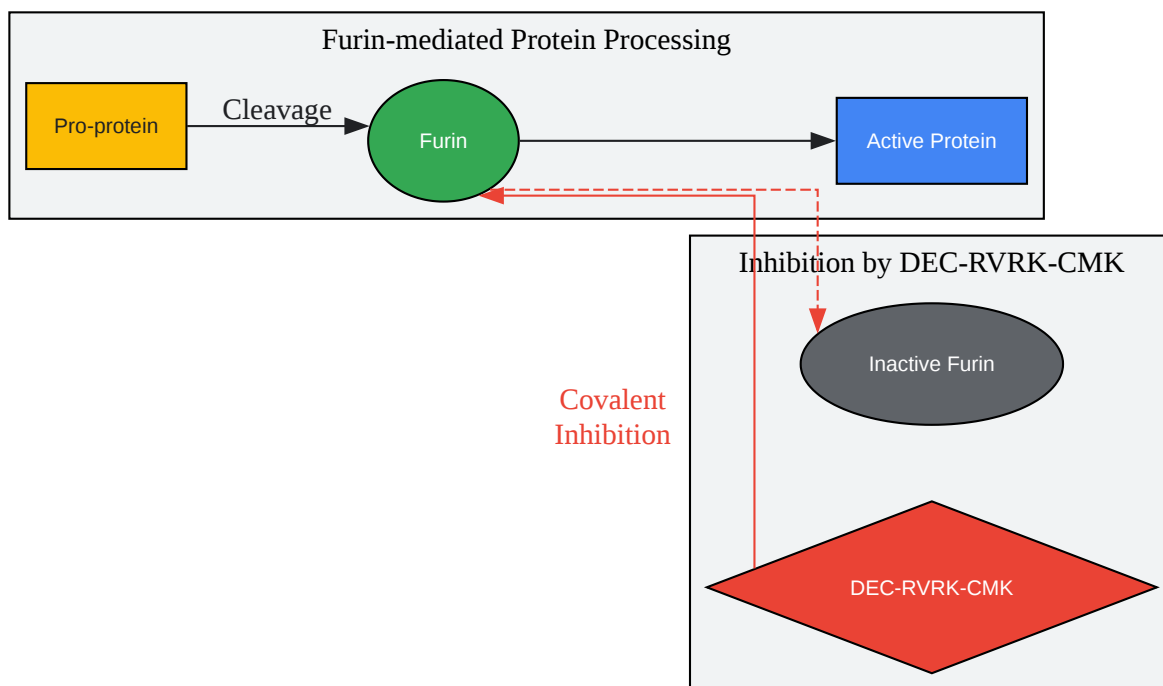 Furin-mediated Protein Processing
Pro-protein
Cleavage
Furin
Active Protein
Inhibition by DEC-RVRK-CMK
Inactive Furin
Covalent
Inhibition
DEC-RVRK-CMK